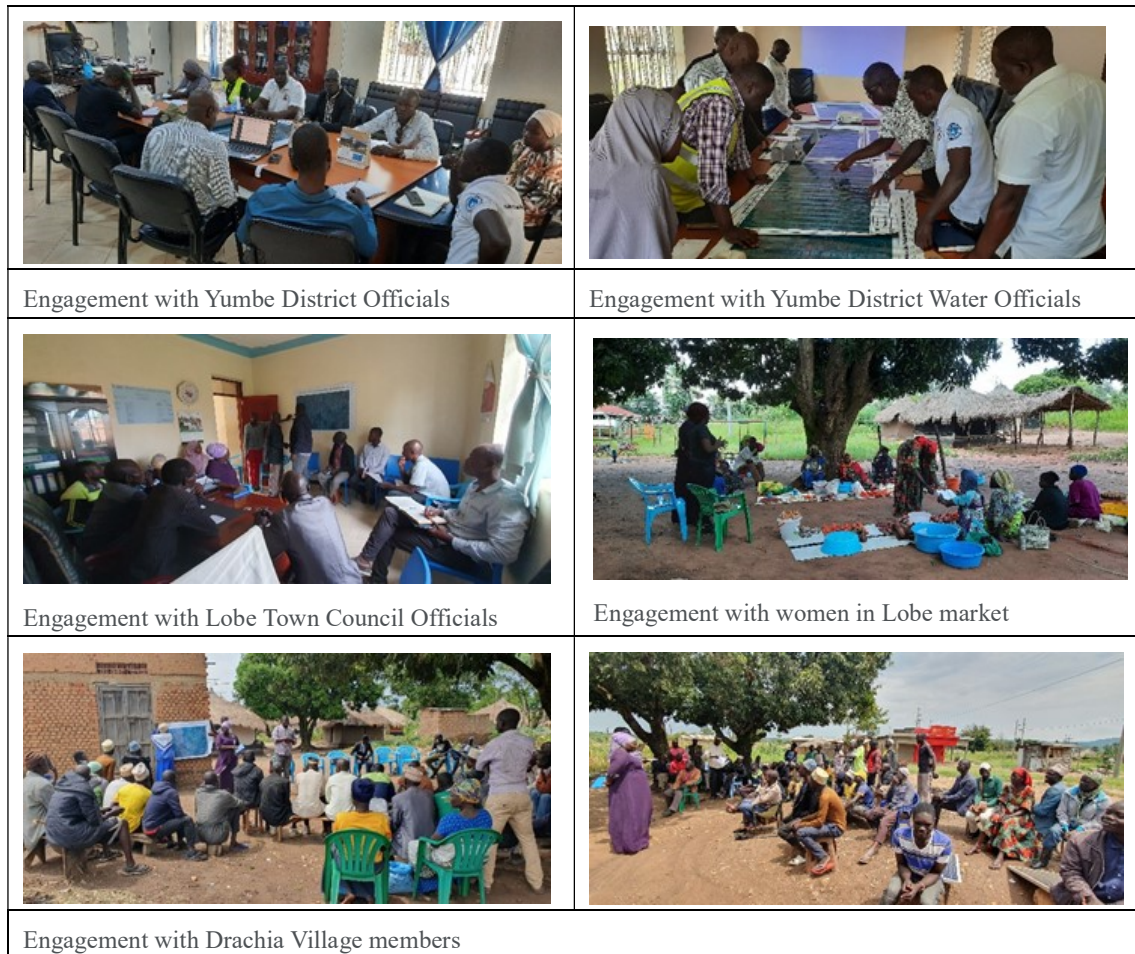 Engagement with Yumbe District Officials
Engagement with Yumbe District Water Officials
Engagement with Lobe Town Council Officials
Engagement with women in Lobe market
Engagement with Drachia Village members